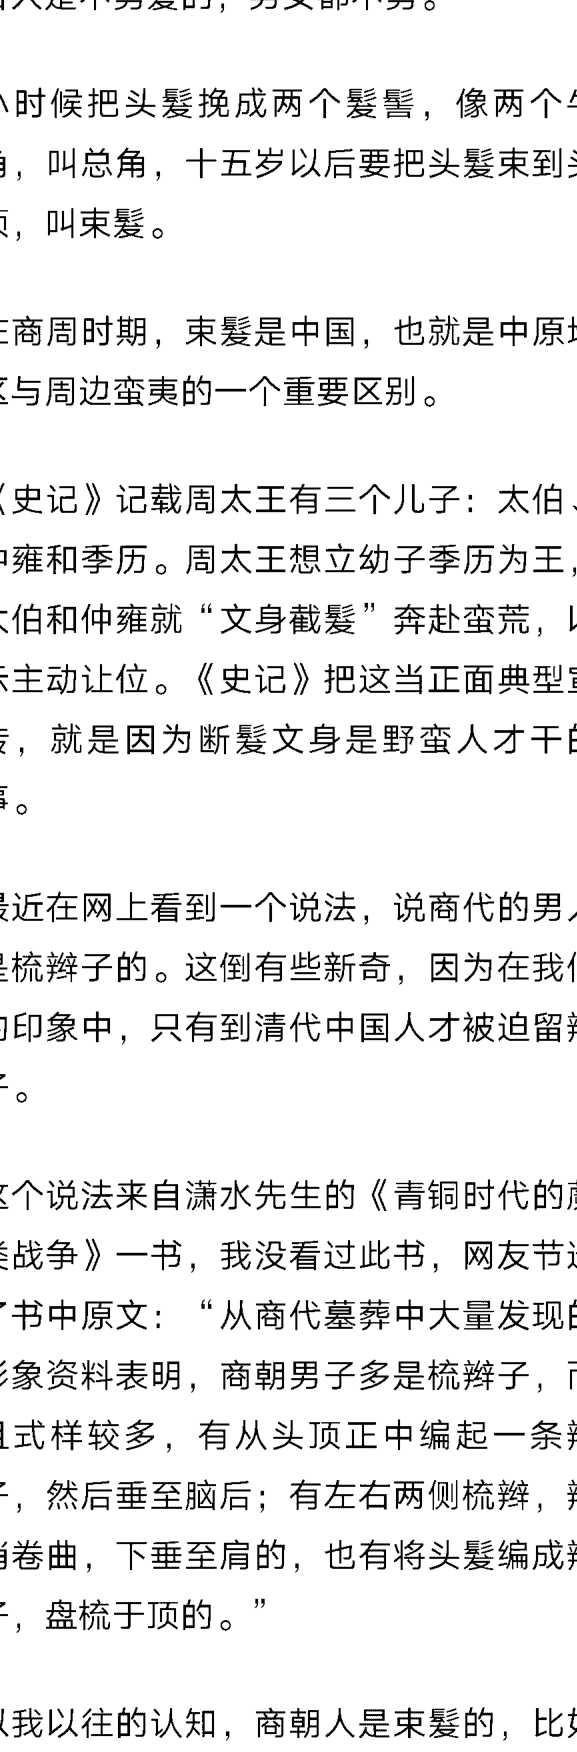 人是不剪髮的，男女都不剪。
小时候把头髮挽成两个髮髻，像两个牛
角，叫总角，十五岁以后要把头髮束到头
顶，叫束髮。
在商周时期，束髮是中国，也就是中原地
区与周边蛮夷的一个重要区别。
《史记》记载周太王有三个儿子：太伯、
仲雍和季历。周太王想立幼子季历为王，
太伯和仲雍就“文身截髮”奔赴蛮荒，以
示主动让位。《史记》把这当正面典型宣
传，就是因为断髮文身是野蛮人才干的
事。
最近在网上看到一个说法，说商代的男人
是梳辫子的。这倒有些新奇，因为在我们
的印象中，只有到清代中国人才被迫留辫
子。
这个说法来自潇水先生的《青铜时代的
类战争》一书，我没看过此书，网友节选
了书中原文：“从商代墓葬中大量发现的
形象资料表明，商朝男子多是梳辫子，而
且式样较多，有从头顶正中编起一条辫
子，然后垂至脑后；有左右两侧梳辫，辫
梢卷曲，下垂至肩的，也有将头髮编成辫
子，盘梳于顶的。”
以我以往的认知，商朝人是束髮的，比如